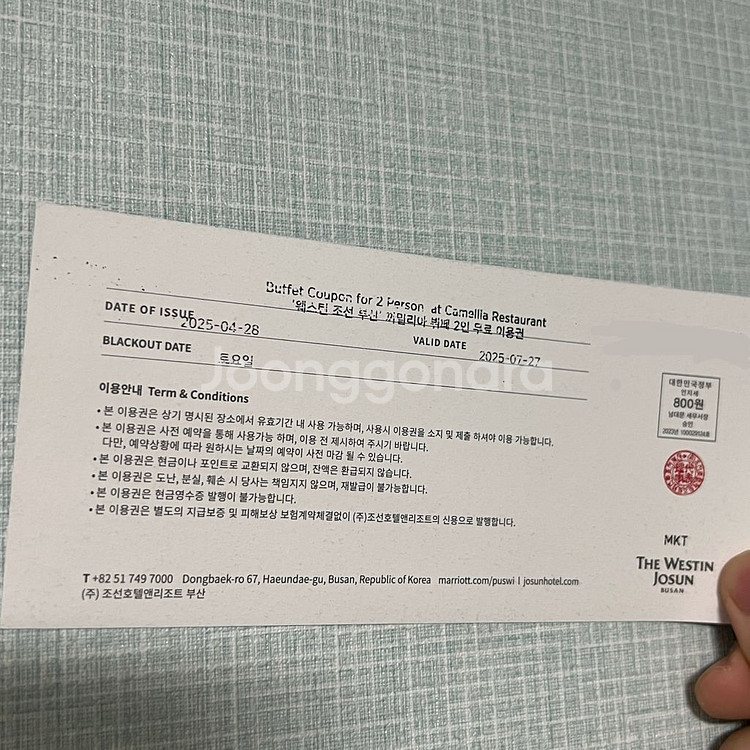 Buffet Coupon for 2 Person at Camellia Restaurant
'웨스틴 조선 부산' 까밀리아 뷔페 2인 무료 이용권
DATE OF ISSUE 2025-04-28 VALID DATE 2025-07-27
BLACKOUT DATE 토요일
Joonggonara
이용안내 Term & Conditions
• 본 이용권은 상기 명시된 장소에서 유효기간 내 사용 가능하며, 사용시 이용권을 소지 및 제출 하셔야 이용 가능합니다.
• 본 이용권은 사전 예약을 통해 사용가능 하며, 이용 전 제시하여 주시기 바랍니다.
다만, 예약상황에 따라 원하시는 날짜의 예약이 사전 마감 될 수 있습니다.
• 본 이용권은 현금이나 포인트로 교환되지 않으며, 잔액은 환급되지 않습니다.
• 본 이용권은 도난, 분실, 훼손 시 당사는 책임지지 않으며, 재발급이 불가능합니다.
• 본 이용권은 현금영수증 발행이 불가능합니다.
• 본 이용권은 별도의 지급보증 및 피해보상 보험계약체결없이 (주)조선호텔앤리조트의 신용으로 발행합니다.
대한민국정부
인지세
800원
남대문 세무서장
승인
MKT
THE WESTIN
JOSUN
BUSAN
T +82 51 749 7000 Dongbaek-ro 67, Haeundae-gu, Busan, Republic of Korea marriott.com/puswi l josunhotel.com
(주) 조선호텔앤리조트 부산